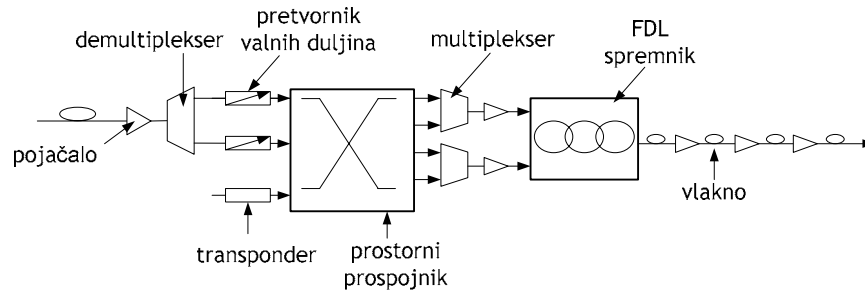 pretvornik
valnih duljina
demultiplekser
multiplekser
FDL
spremnik
pojačalo
vlakno
transponder
prostorni
prospojnik